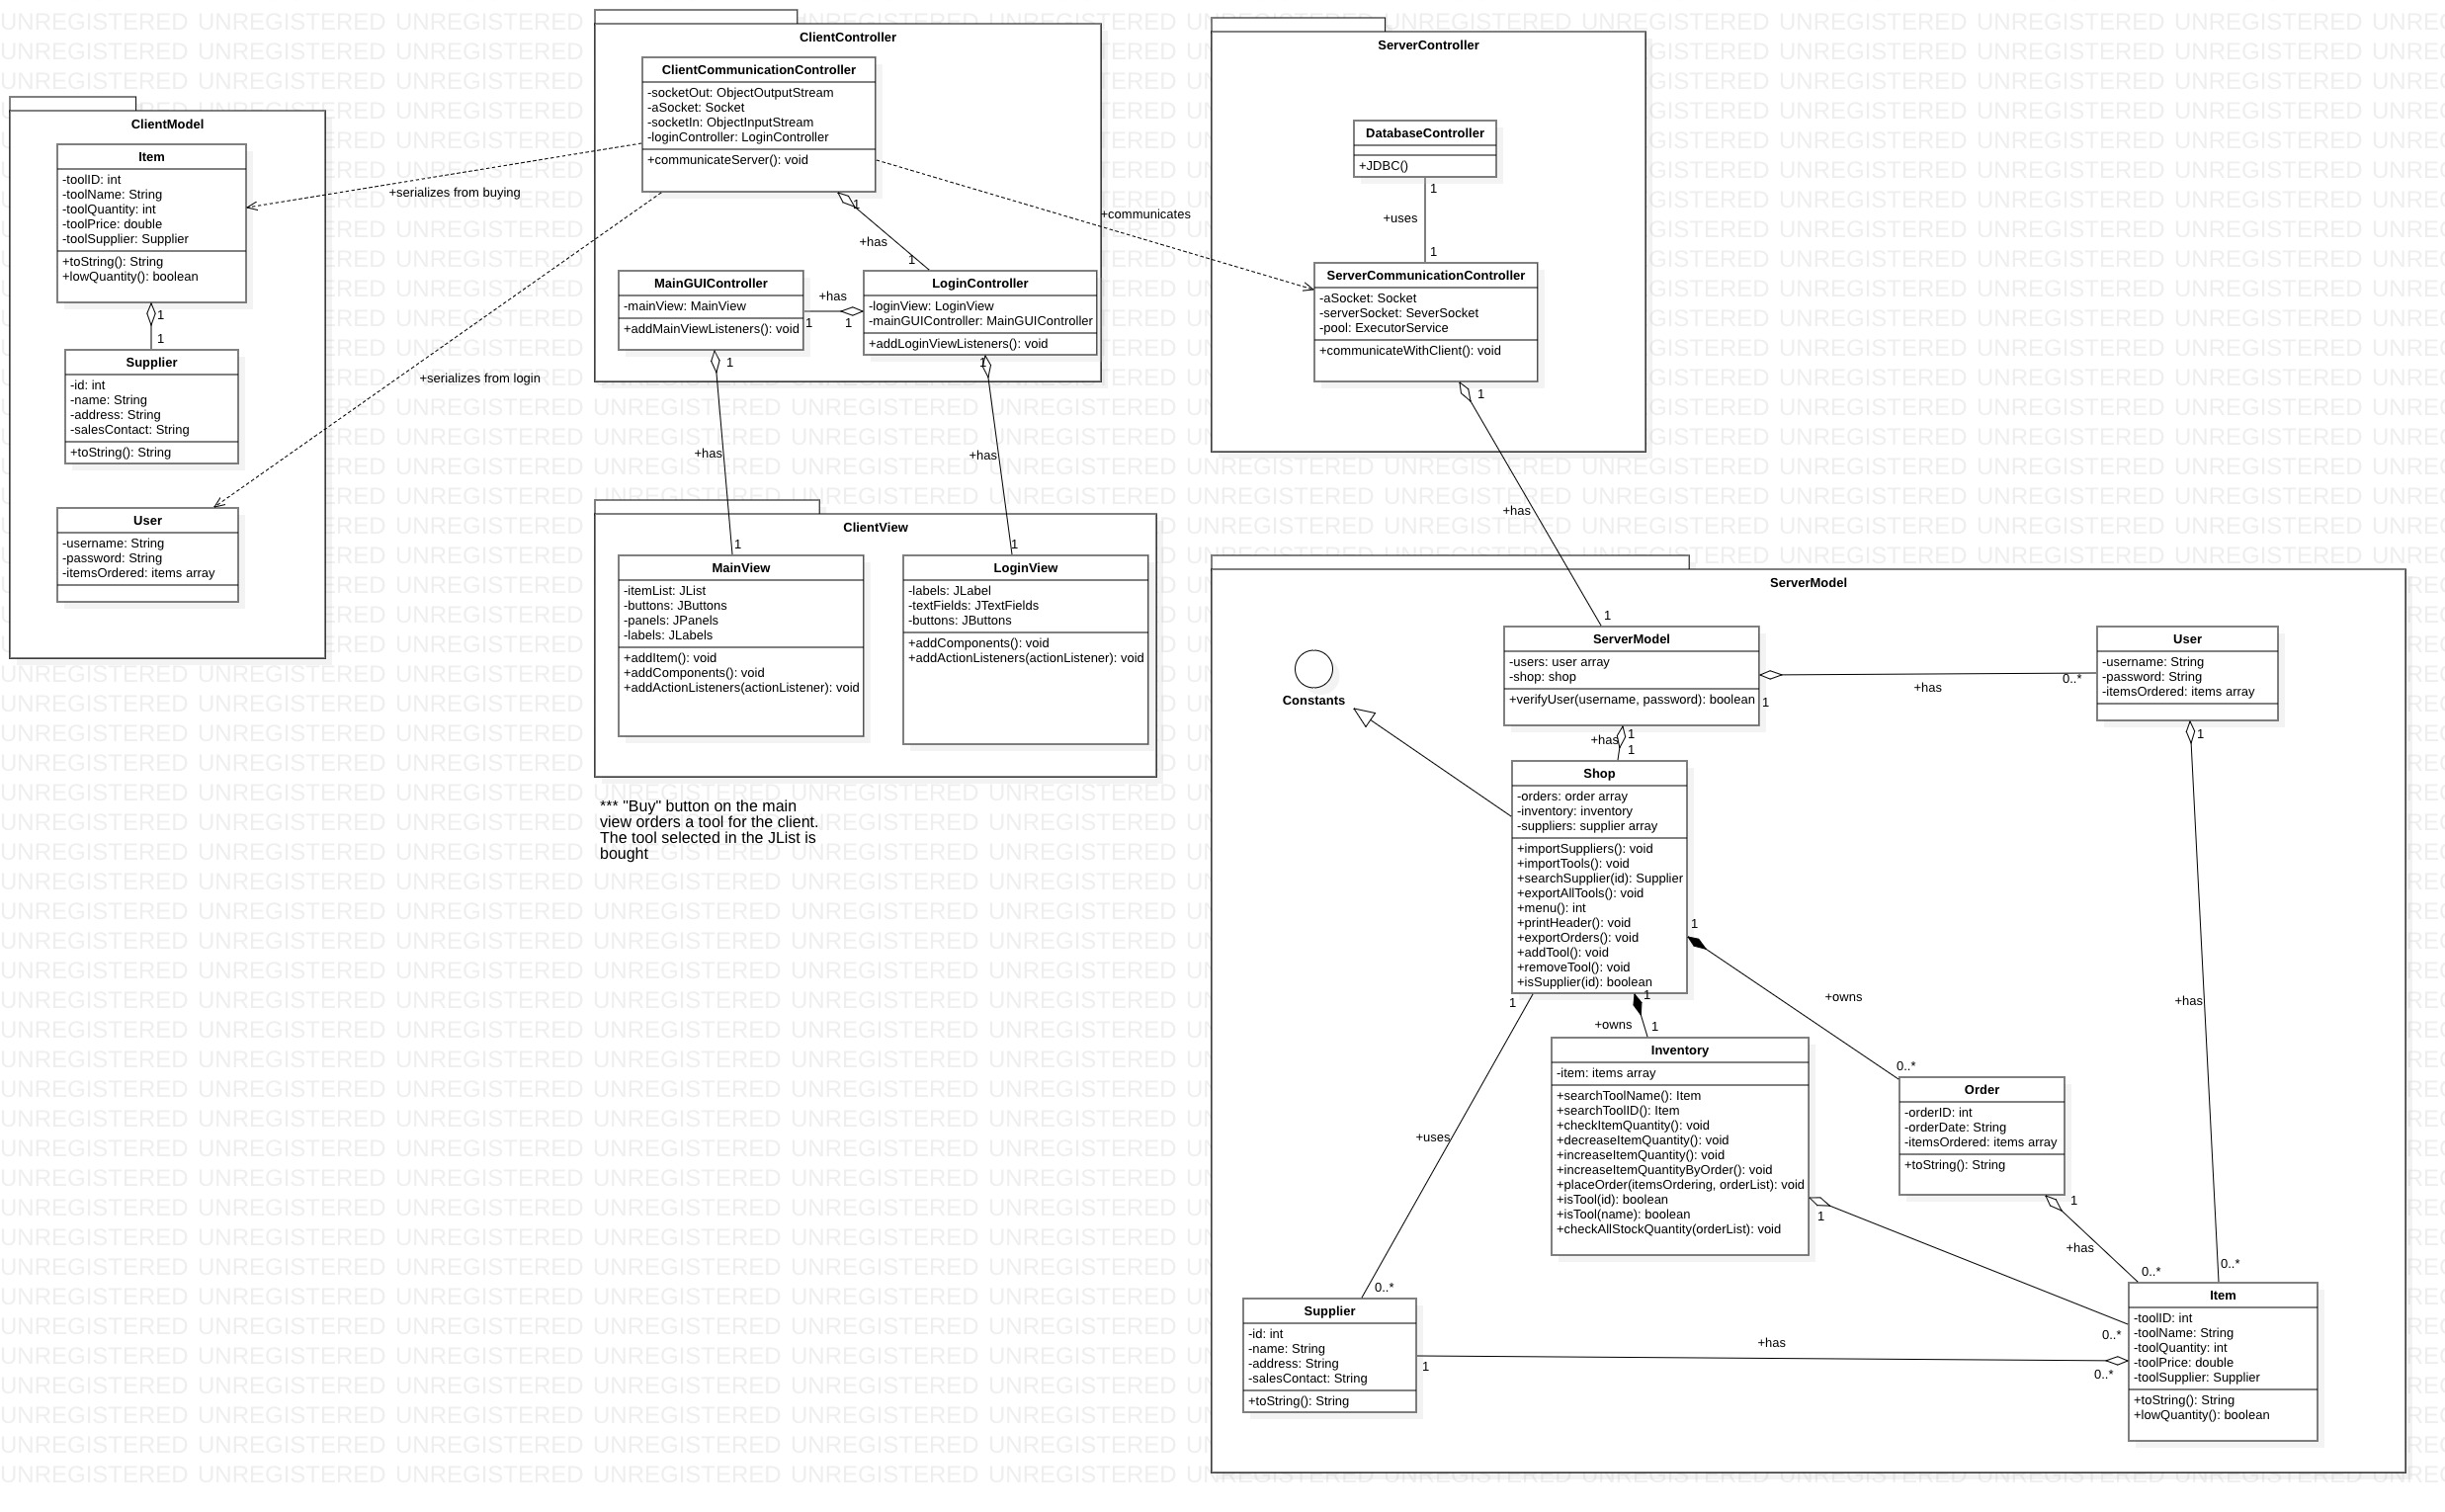 ClientModel
Item
-toolID: int
-toolName: String
-toolQuantity: int
-toolPrice: double
-toolSupplier: Supplier
+toString(): String
+lowQuantity(): boolean
1
1
Supplier
-id: int
-name: String
-address: String
-salesContact: String
+toString(): String
User
-username: String
-password: String
-itemsOrdered: items array
+serializes from buying
+serializes from login
ClientController
ClientCommunicationController
-socketOut: ObjectOutputStream
-aSocket: Socket
-socketIn: ObjectInputStream
-loginController: LoginController
+communicateServer(): void
1
+has
1
MainGUIController
-mainView: MainView
+addMainViewListeners(): void
+has
1
1
LoginController
-loginView: LoginView
-mainGUIController: MainGUIController
+addLoginViewListeners(): void
1
1
+has
+has
1
1
ClientView
MainView
-itemList: JList
-buttons: JButtons
-panels: JPanels
-labels: JLabels
+addItem(): void
+addComponents(): void
+addActionListeners(actionListener): void
LoginView
-labels: JLabel
-textFields: JTextFields
-buttons: JButtons
+addComponents(): void
+addActionListeners(actionListener): void
*** "Buy" button on the main
view orders a tool for the client.
The tool selected in the JList is
bought
+communicates
ServerController
DatabaseController
+JDBC()
1
+uses
1
ServerCommunicationController
-aSocket: Socket
-serverSocket: SeverSocket
-pool: ExecutorService
+communicateWithClient(): void
1
+has
1
ServerModel
Constants
ServerModel
-users: user array
-shop: shop
+verifyUser(username, password): boolean
1
+has
0..*
User
-username: String
-password: String
-itemsOrdered: items array
1
+has
0..*
+has
1
1
Shop
-orders: order array
-inventory: inventory
-suppliers: supplier array
+importSuppliers(): void
+importTools(): void
+searchSupplier(id): Supplier
+exportAllTools(): void
+menu(): int
+printHeader(): void
+exportOrders(): void
+addTool(): void
+removeTool(): void
+isSupplier(id): boolean
1
+owns
0..*
1
+uses
0..*
1
+owns
1
Inventory
-item: items array
+searchToolName(): Item
+searchToolID(): Item
+checkItemQuantity(): void
+decreaseItemQuantity(): void
+increaseItemQuantity(): void
+increaseItemQuantityByOrder(): void
+placeOrder(itemsOrdering, orderList): void
+isTool(id): boolean
+isTool(name): boolean
+checkAllStockQuantity(orderList): void
1
0..*
Order
-orderID: int
-orderDate: String
-itemsOrdered: items array
+toString(): String
1
+has
0..*
Supplier
-id: int
-name: String
-address: String
-salesContact: String
+toString(): String
1
+has
0..*
Item
-toolID: int
-toolName: String
-toolQuantity: int
-toolPrice: double
-toolSupplier: Supplier
+toString(): String
+lowQuantity(): boolean